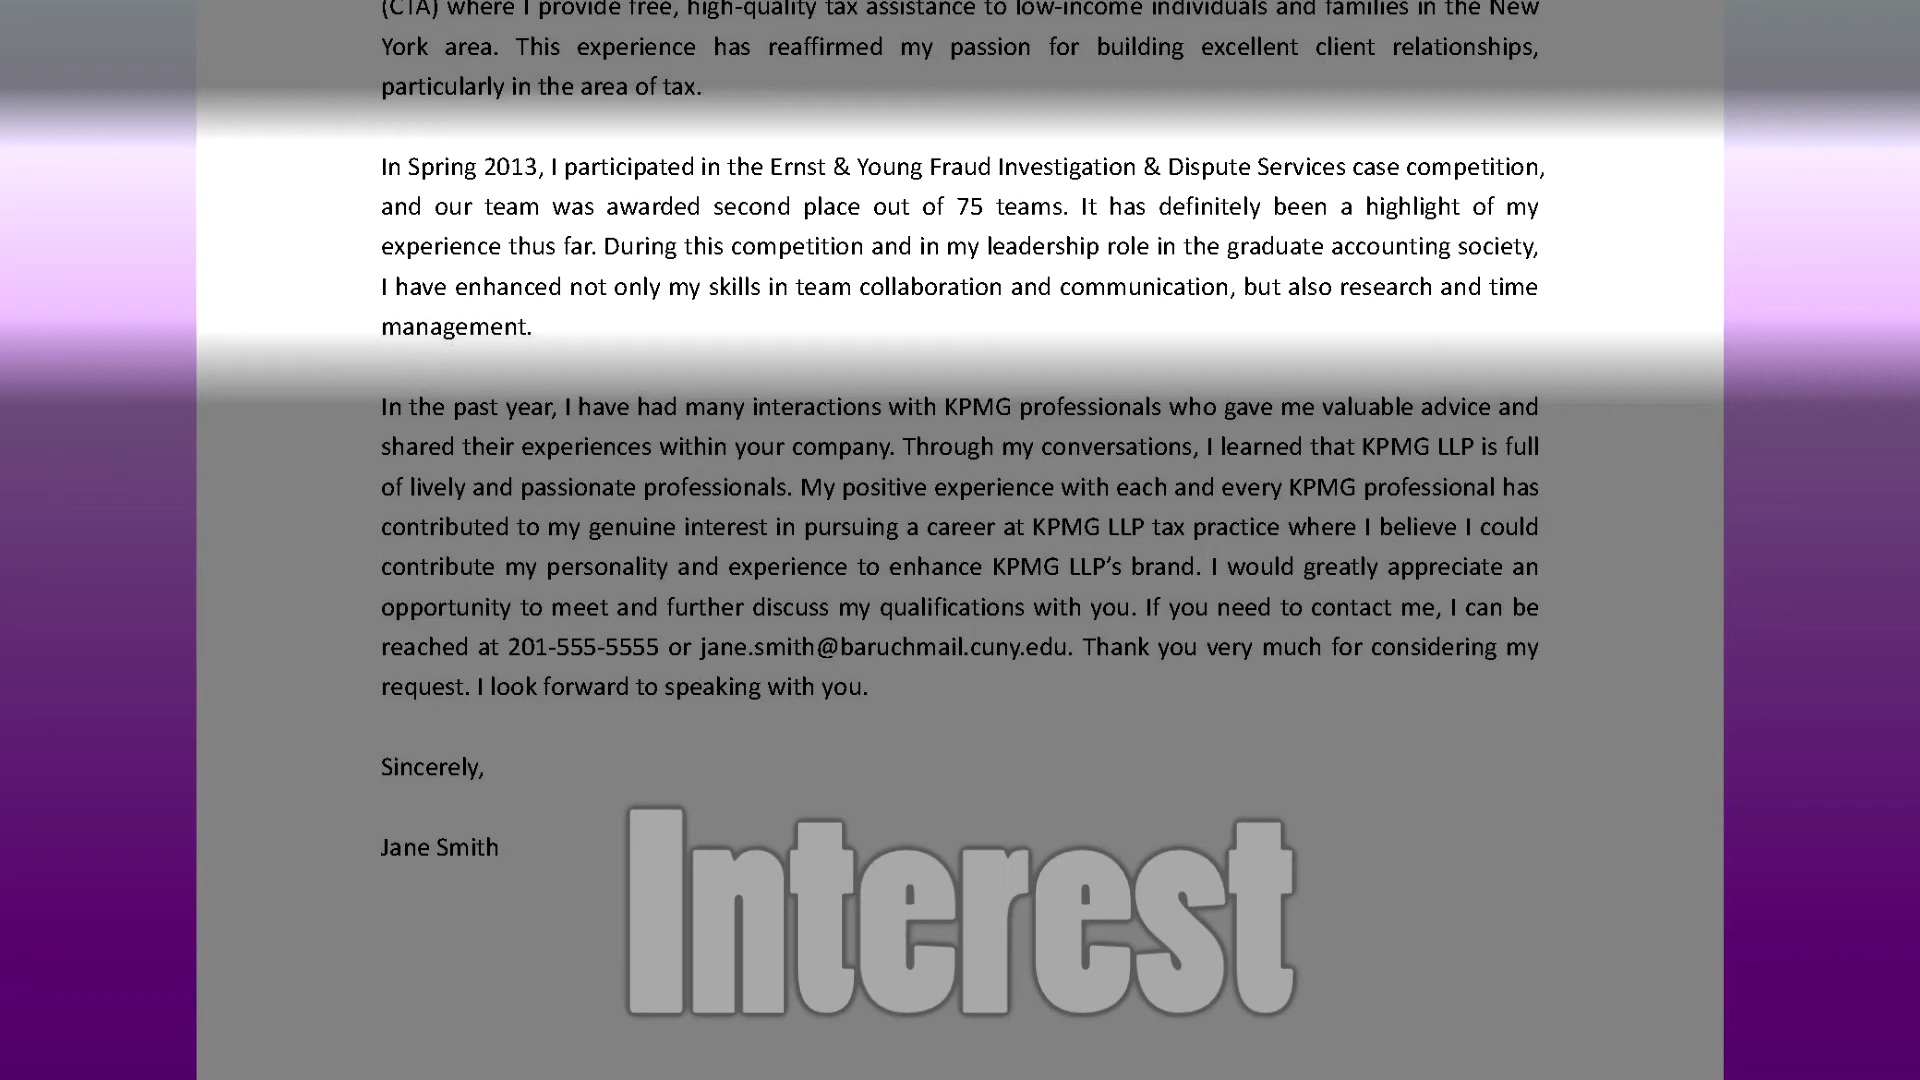 (CTA) where I provide free, high-quality tax assistance to low-income individuals and families in the New
York area. This experience has reaffirmed my passion for building excellent client relationships,
particularly in the area of tax.
In Spring 2013, I participated in the Ernst & Young Fraud Investigation & Dispute Services case competition,
and our team was awarded second place out of 75 teams. It has definitely been a highlight of my
experience thus far. During this competition and in my leadership role in the graduate accounting society,
I have enhanced not only my skills in team collaboration and communication, but also research and time
management.
In the past year, I have had many interactions with KPMG professionals who gave me valuable advice and
shared their experiences within your company. Through my conversations, I learned that KPMG LLP is full
of lively and passionate professionals. My positive experience with each and every KPMG professional has
contributed to my genuine interest in pursuing a career at KPMG LLP tax practice where I believe I could
contribute my personality and experience to enhance KPMG LLP’s brand. I would greatly appreciate an
opportunity to meet and further discuss my qualifications with you. If you need to contact me, I can be
reached at 201-555-5555 or jane.smith@baruchmail.cuny.edu. Thank you very much for considering my
request. I look forward to speaking with you.
Sincerely,
Jane Smith
Interest